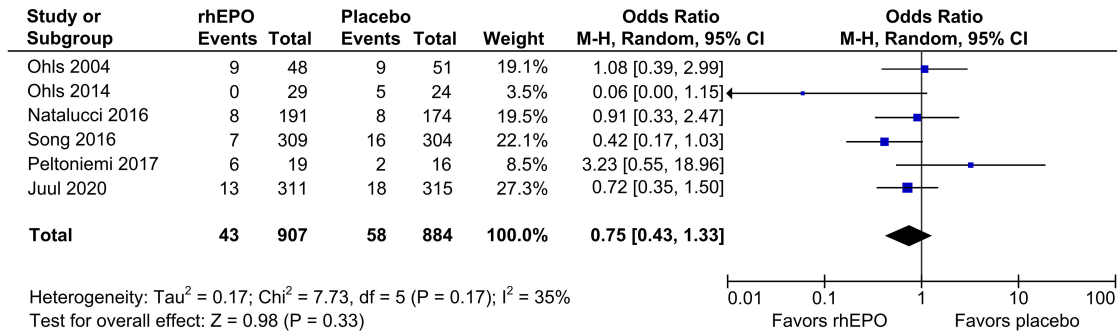 Study or rhEPO Placebo Odds Ratio Odds Ratio
Subgroup Events Total Events Total Weight M-H, Random, 95% CI M-H, Random, 95% CI
Ohls 2004 9 48 9 51 19.1% 1.08 [0.39, 2.99]
Ohls 2014 0 29 5 24 3.5% 0.06 [0.00, 1.15]
Natalucci 2016 8 191 8 174 19.5% 0.91 [0.33, 2.47]
Song 2016 7 309 16 304 22.1% 0.42 [0.17, 1.03]
Peltoniemi 2017 6 19 2 16 8.5% 3.23 [0.55, 18.96]
Juul 2020 13 311 18 315 27.3% 0.72 [0.35, 1.50]
Total 43 907 58 884 100.0% 0.75 [0.43, 1.33]
0.01 0.1 1 10 100
Favors rhEPO Favors placebo
Heterogeneity: Tau² = 0.17; Chi² = 7.73, df = 5 (P = 0.17); I² = 35%
Test for overall effect: Z = 0.98 (P = 0.33)